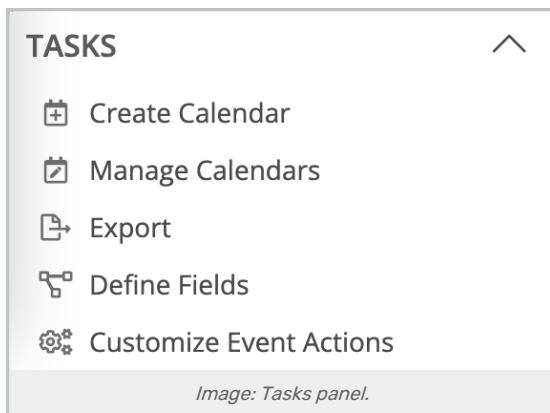 TASKS
Create Calendar
Manage Calendars
Export
Define Fields
Customize Event Actions
Image: Tasks panel.